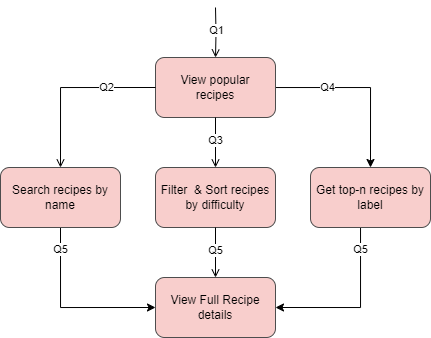 Q1
View popular
recipes
Q2
Q4
Q3
Search recipes by
name
Filter & Sort recipes
by difficulty
Get top-n recipes by
label
Q5
Q5
Q5
View Full Recipe
details